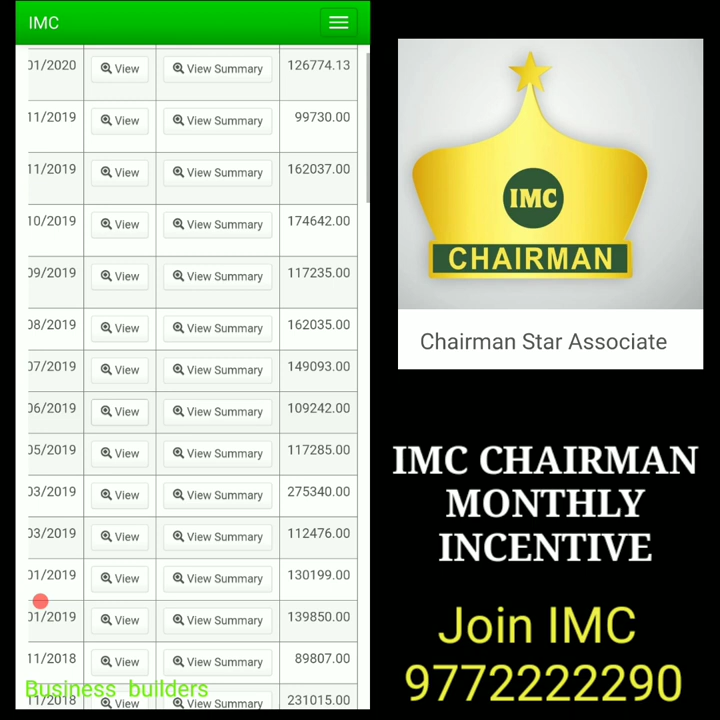 IMC
01/2020 View View Summary 126774.13
11/2019 View View Summary 99730.00
11/2019 View View Summary 162037.00
10/2019 View View Summary 174642.00
09/2019 View View Summary 117235.00
08/2019 View View Summary 162035.00
07/2019 View View Summary 149093.00
06/2019 View View Summary 109242.00
05/2019 View View Summary 117285.00
03/2019 View View Summary 275340.00
03/2019 View View Summary 112476.00
01/2019 View View Summary 130199.00
01/2019 View View Summary 139850.00
11/2018 View View Summary 89807.00
11/2018 View View Summary 231015.00
Business builders
IMC
CHAIRMAN
Chairman Star Associate
IMC CHAIRMAN
MONTHLY
INCENTIVE
Join IMC
9772222290